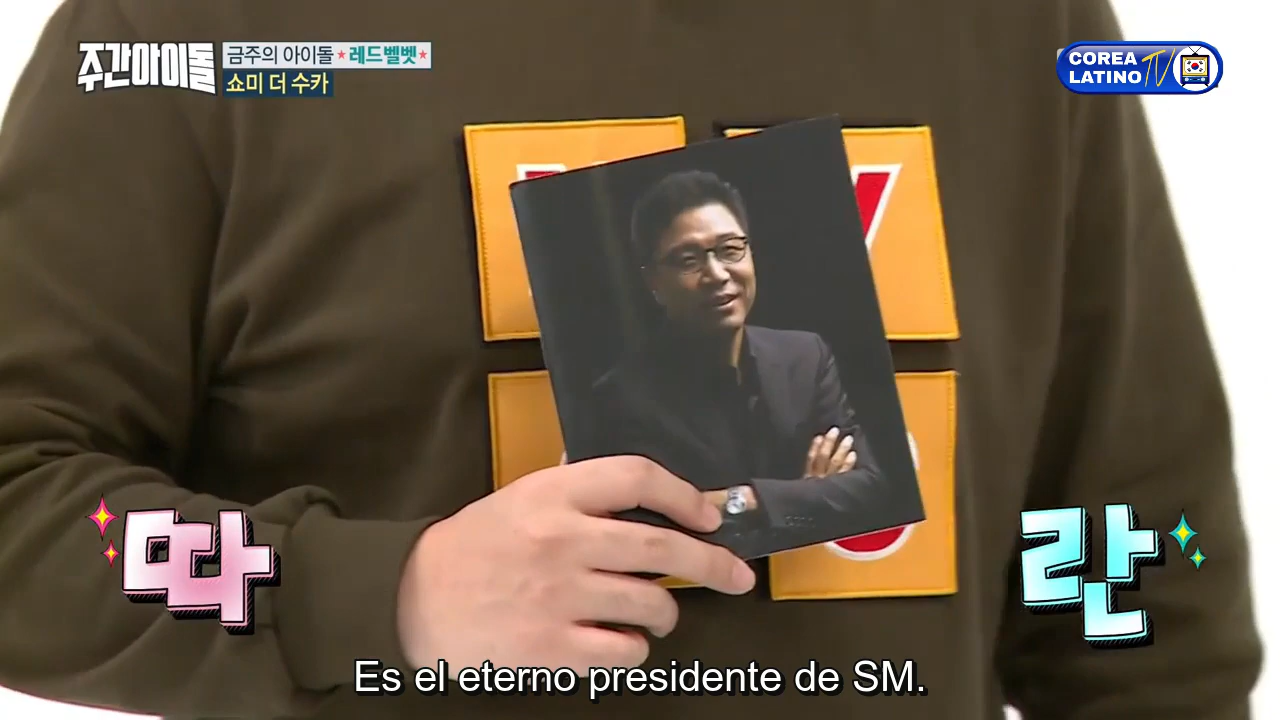 주간아이돌
금주의 아이돌★레드벨벳★
쇼미 더 수카
COREA
LATINO TV
따란
Es el eterno presidente de SM.